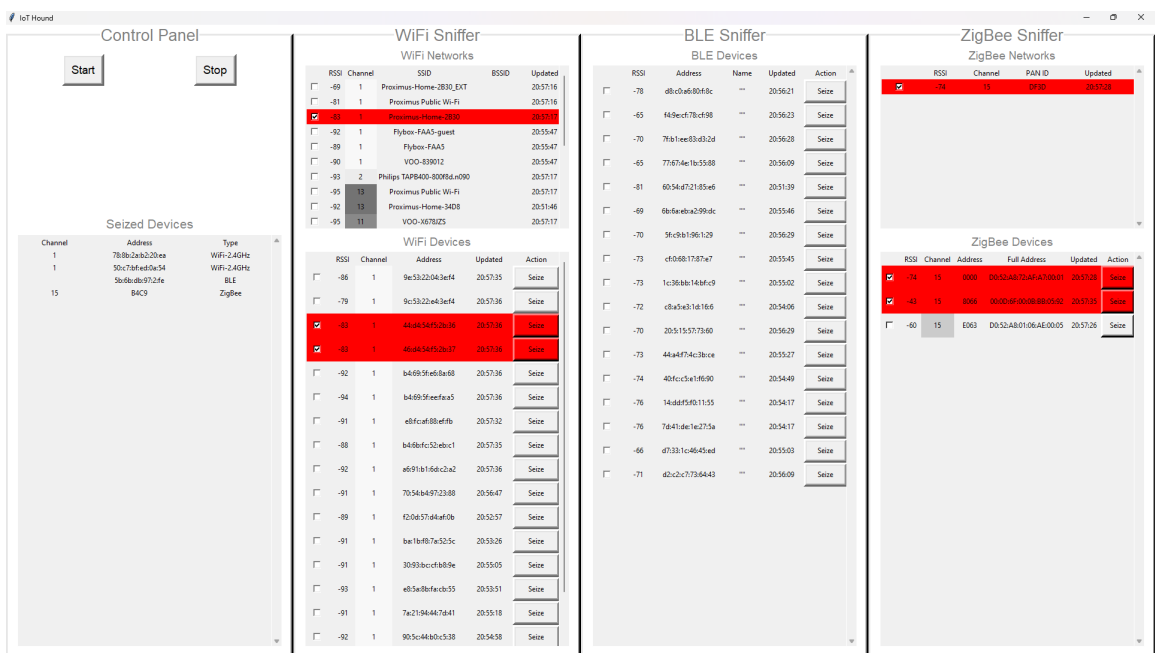 IoT Hound
Control Panel
Start Stop
Seized Devices
Channel Address Type
1 78:8b:2a:b2:20:ea WiFi-2.4GHz
1 50:c7:bf:ed:0a:54 WiFi-2.4GHz
5b:6b:db:97:2:fe BLE
15 B4C9 ZigBee
WiFi Sniffer
WiFi Networks
RSSI Channel SSID BSSID Updated
-69 1 Proximus-Home-2B30_EXT 20:57:16
-81 1 Proximus Public Wi-Fi 20:57:16
-83 1 Proximus-Home-2B30 20:57:17
-92 1 Flybox-FAA5-guest 20:55:47
-89 1 Flybox-FAA5 20:55:47
-90 1 VOO-839012 20:55:47
-93 2 Philips TAPB400-800f8d.n090 20:57:17
-95 13 Proximus Public Wi-Fi 20:57:17
-92 13 Proximus-Home-34D8 20:51:46
-95 11 VOO-X678JZS 20:57:17
WiFi Devices
RSSI Channel Address Updated Action
-86 1 9e:53:22:04:3e:f4 20:57:35 Seize
-79 1 9c:53:22:e4:3e:f4 20:57:36 Seize
-83 1 44:d4:54:f5:2b:36 20:57:36 Seize
-83 1 46:d4:54:f5:2b:37 20:57:36 Seize
-92 1 b4:69:5f:e6:8a:68 20:57:36 Seize
-94 1 b4:69:5f:ee:fa:a5 20:57:36 Seize
-91 1 e8:fc:af:88:ef:fb 20:57:32 Seize
-88 1 b4:6b:fc:52:eb:c1 20:57:35 Seize
-92 1 a6:91:b1:6d:c2:a2 20:57:36 Seize
-91 1 70:54:b4:97:23:88 20:56:47 Seize
-89 1 f2:0d:57:d4:af:0b 20:52:57 Seize
-91 1 ba:1b:f8:7a:52:5c 20:53:26 Seize
-91 1 30:93:bc:cf:b8:9e 20:55:05 Seize
-93 1 e8:5a:8b:fa:cb:55 20:53:51 Seize
-91 1 7a:21:94:44:7d:41 20:55:18 Seize
-92 1 90:5c:44:b0:c5:38 20:54:58 Seize
BLE Sniffer
BLE Devices
RSSI Address Name Updated Action
-78 d8:c0:a6:80:f:8c "" 20:56:21 Seize
-65 f4:9e:cf:78:cf:98 "" 20:56:23 Seize
-70 7f:b1:ee:83:d3:2d "" 20:56:28 Seize
-65 77:67:4e:1b:55:88 "" 20:56:09 Seize
-81 60:54:d7:21:85:e6 "" 20:51:39 Seize
-69 6b:6a:eb:a2:99:dc "" 20:55:46 Seize
-70 5f:c9:b1:96:1:29 "" 20:56:29 Seize
-73 cf:0:68:17:87:e7 "" 20:55:45 Seize
-73 1c:36:bb:14:bf:c9 "" 20:55:02 Seize
-72 c8:a5:e3:1d:16:6 "" 20:54:06 Seize
-70 20:5:15:57:73:60 "" 20:56:29 Seize
-73 44:a4:f7:4c:3b:ce "" 20:55:27 Seize
-74 40:fc:c5:e1:f6:90 "" 20:54:49 Seize
-76 14:dd:f5:f0:11:55 "" 20:54:17 Seize
-76 7d:41:de:1e:27:5a "" 20:54:17 Seize
-66 d7:33:1c:46:45:ed "" 20:55:03 Seize
-71 d2:c2:c7:73:64:43 "" 20:56:09 Seize
ZigBee Sniffer
ZigBee Networks
RSSI Channel PAN ID Updated
-74 15 DF3D 20:57:28
ZigBee Devices
RSSI Channel Address Full Address Updated Action
-74 15 0000 D0:52:A8:72:AF:A7:00:01 20:57:28 Seize
-43 15 0066 00:0D:6F:00:0B:BB:05:02 20:57:35 Seize
-60 15 E063 D0:52:A8:01:06:AE:00:05 20:57:26 Seize